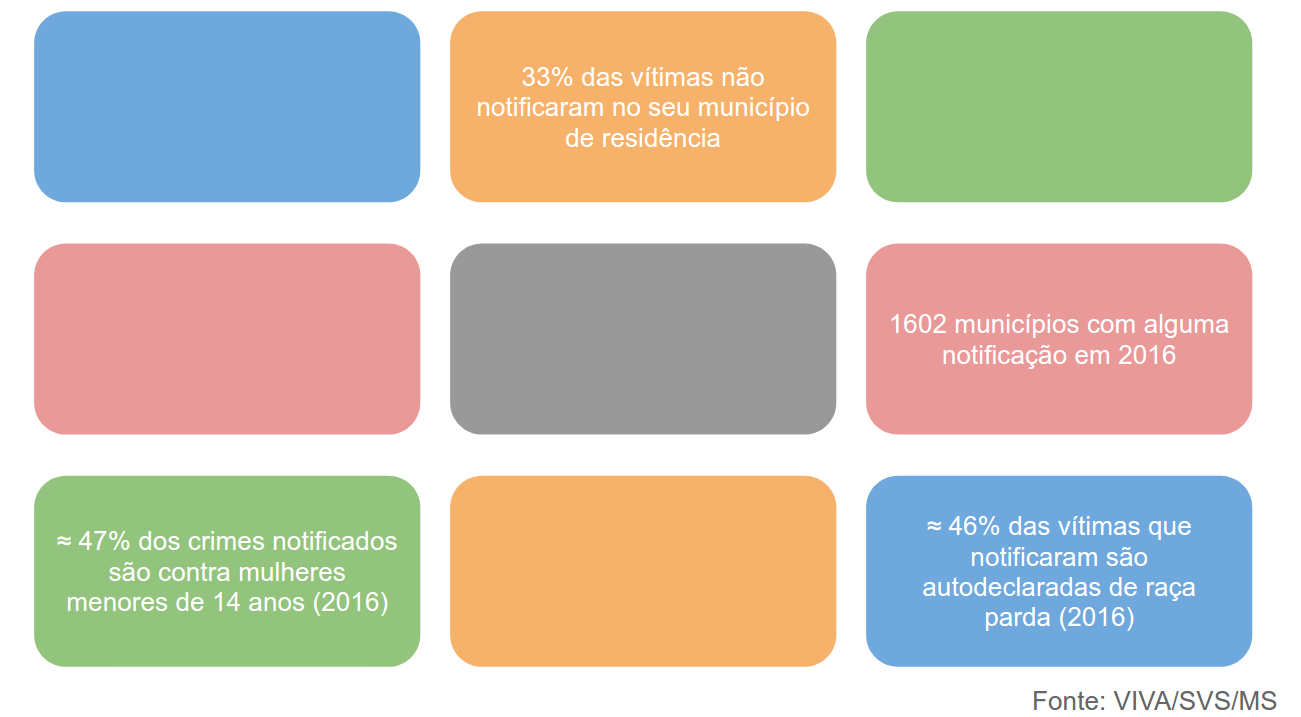 33% das vítimas não
notificaram no seu município
de residência
1602 municípios com alguma
notificação em 2016
≈ 47% dos crimes notificados
são contra mulheres
menores de 14 anos (2016)
≈ 46% das vítimas que
notificaram são
autodeclaradas de raça
parda (2016)
Fonte: VIVA/SVS/MS